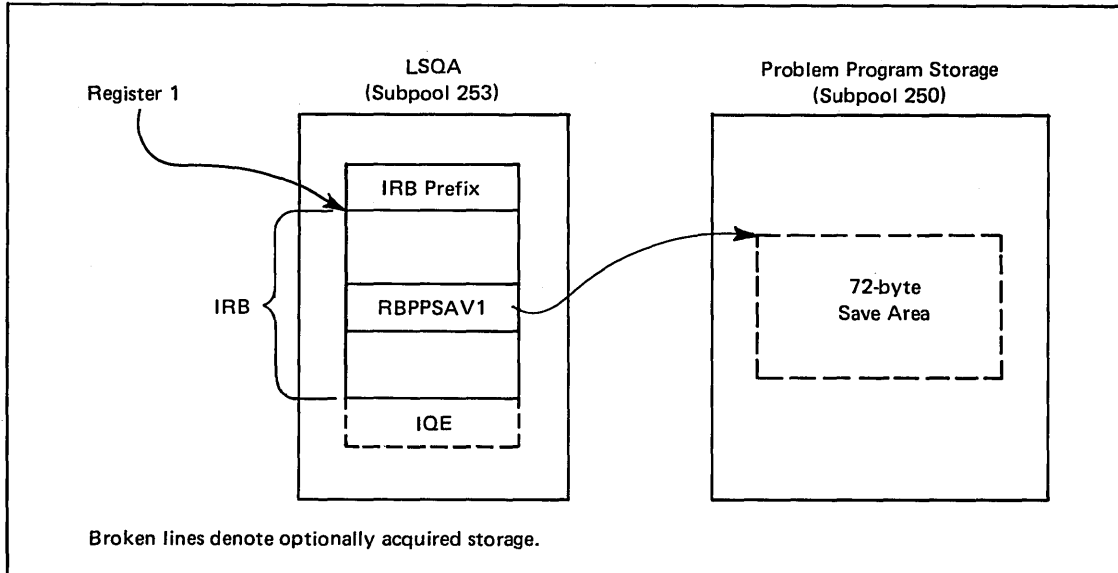 LSQA
(Subpool 253)
Problem Program Storage
(Subpool 250)
Register 1
IRB Prefix
IRB
RBPPSAV1
72-byte
Save Area
IQE
Broken lines denote optionally acquired storage.